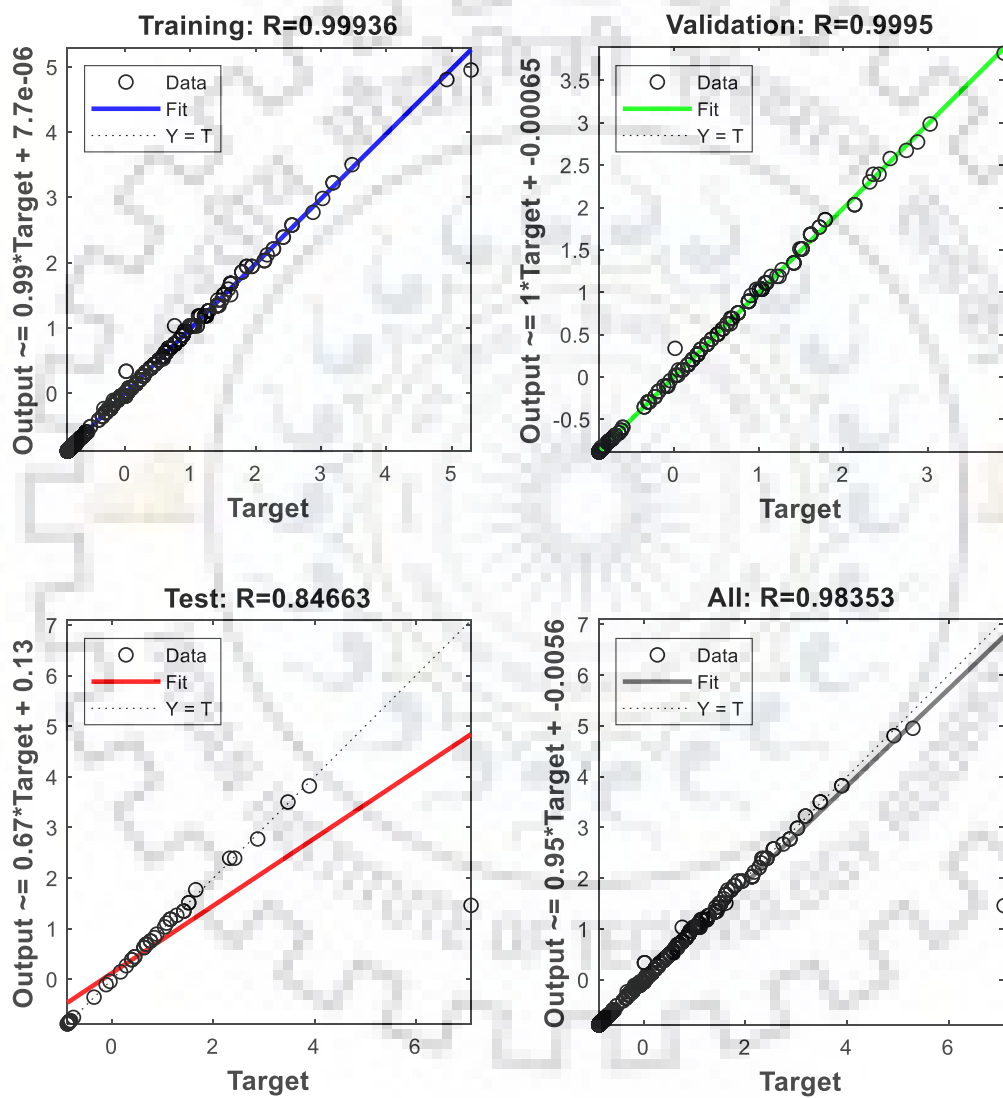 Training: R=0.99936
Output ~= 0.99*Target + 7.7e-06
Data
Fit
Y = T
5
4
3
2
1
0
0 1 2 3 4 5
Target
Validation: R=0.9995
Output ~= 1*Target + -0.00065
Data
Fit
Y = T
3.5
3
2.5
2
1.5
1
0.5
0
-0.5
0 1 2 3
Target
Test: R=0.84663
Output ~= 0.67*Target + 0.13
Data
Fit
Y = T
7
6
5
4
3
2
1
0
0 2 4 6
Target
All: R=0.98353
Output ~= 0.95*Target + -0.0056
Data
Fit
Y = T
7
6
5
4
3
2
1
0
0 2 4 6
Target